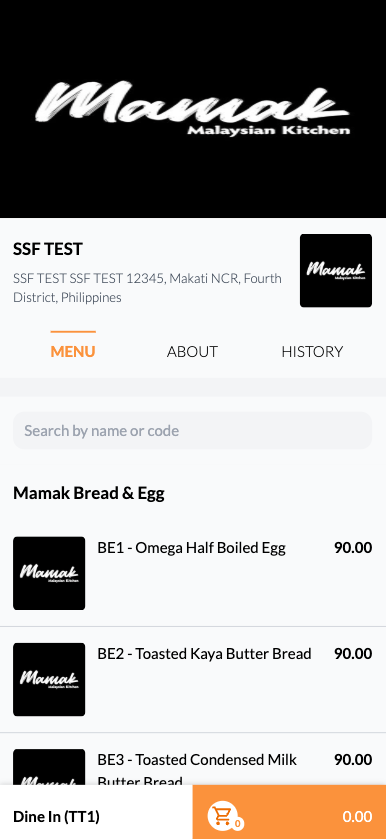 Mamak
Malaysian Kitchen
SSF TEST
SSF TEST SSF TEST 12345, Makati NCR, Fourth
District, Philippines
Mamak
Malaysian Kitchen
MENU
ABOUT
HISTORY
Search by name or code
Mamak Bread & Egg
Mamak
Malaysian Kitchen
BE1 - Omega Half Boiled Egg
90.00
Mamak
Malaysian Kitchen
BE2 - Toasted Kaya Butter Bread
90.00
Mamak
BE3 - Toasted Condensed Milk
Butter Bread
90.00
Dine In (TT1)
0
0.00